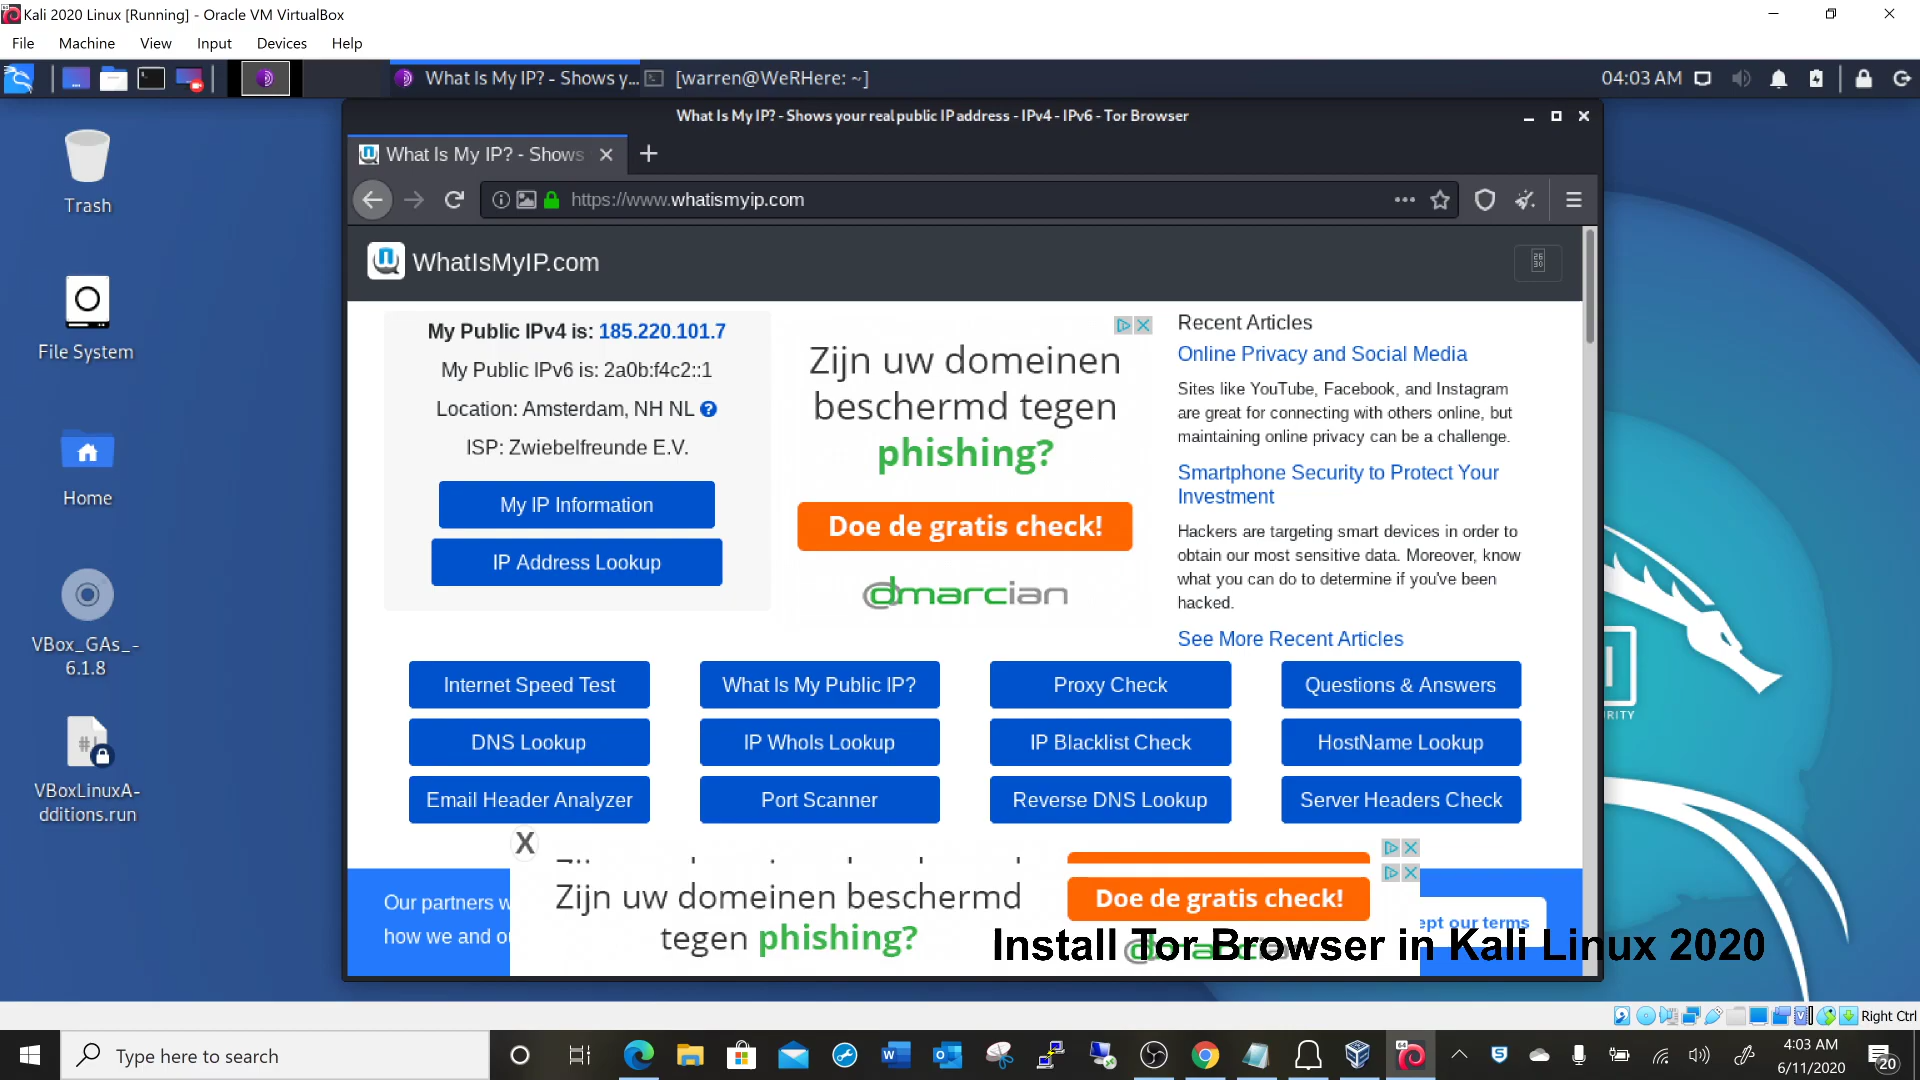 Kali 2020 Linux [Running] - Oracle VM VirtualBox
File Machine View Input Devices Help
What Is My IP? - Shows y... [warren@WeRHere: ~] 04:03 AM
What Is My IP? - Shows your real public IP address - IPv4 - IPv6 - Tor Browser
What Is My IP? - Shows
https://www.whatismyip.com
WhatIsMyIP.com
Trash
File System
Home
VBox_GAs_-
6.1.8
VBoxLinuxA-
dditions.run
My Public IPv4 is: 185.220.101.7
My Public IPv6 is: 2a0b:f4c2::1
Location: Amsterdam, NH NL ?
ISP: Zwiebelfreunde E.V.
My IP Information
IP Address Lookup
Zijn uw domeinen
beschermd tegen
phishing?
Doe de gratis check!
dmarcian
Recent Articles
Online Privacy and Social Media
Sites like YouTube, Facebook, and Instagram
are great for connecting with others online, but
maintaining online privacy can be a challenge.
Smartphone Security to Protect Your
Investment
Hackers are targeting smart devices in order to
obtain our most sensitive data. Moreover, know
what you can do to determine if you've been
hacked.
See More Recent Articles
Internet Speed Test What Is My Public IP? Proxy Check Questions & Answers
DNS Lookup IP WhoIs Lookup IP Blacklist Check HostName Lookup
Email Header Analyzer Port Scanner Reverse DNS Lookup Server Headers Check
X
Our partners w
how we and o
Zijn uw domeinen beschermd
tegen phishing?
Doe de gratis check!
ept our terms
Install Tor Browser in Kali Linux 2020
Right Ctrl
Type here to search
4:03 AM
6/11/2020
20